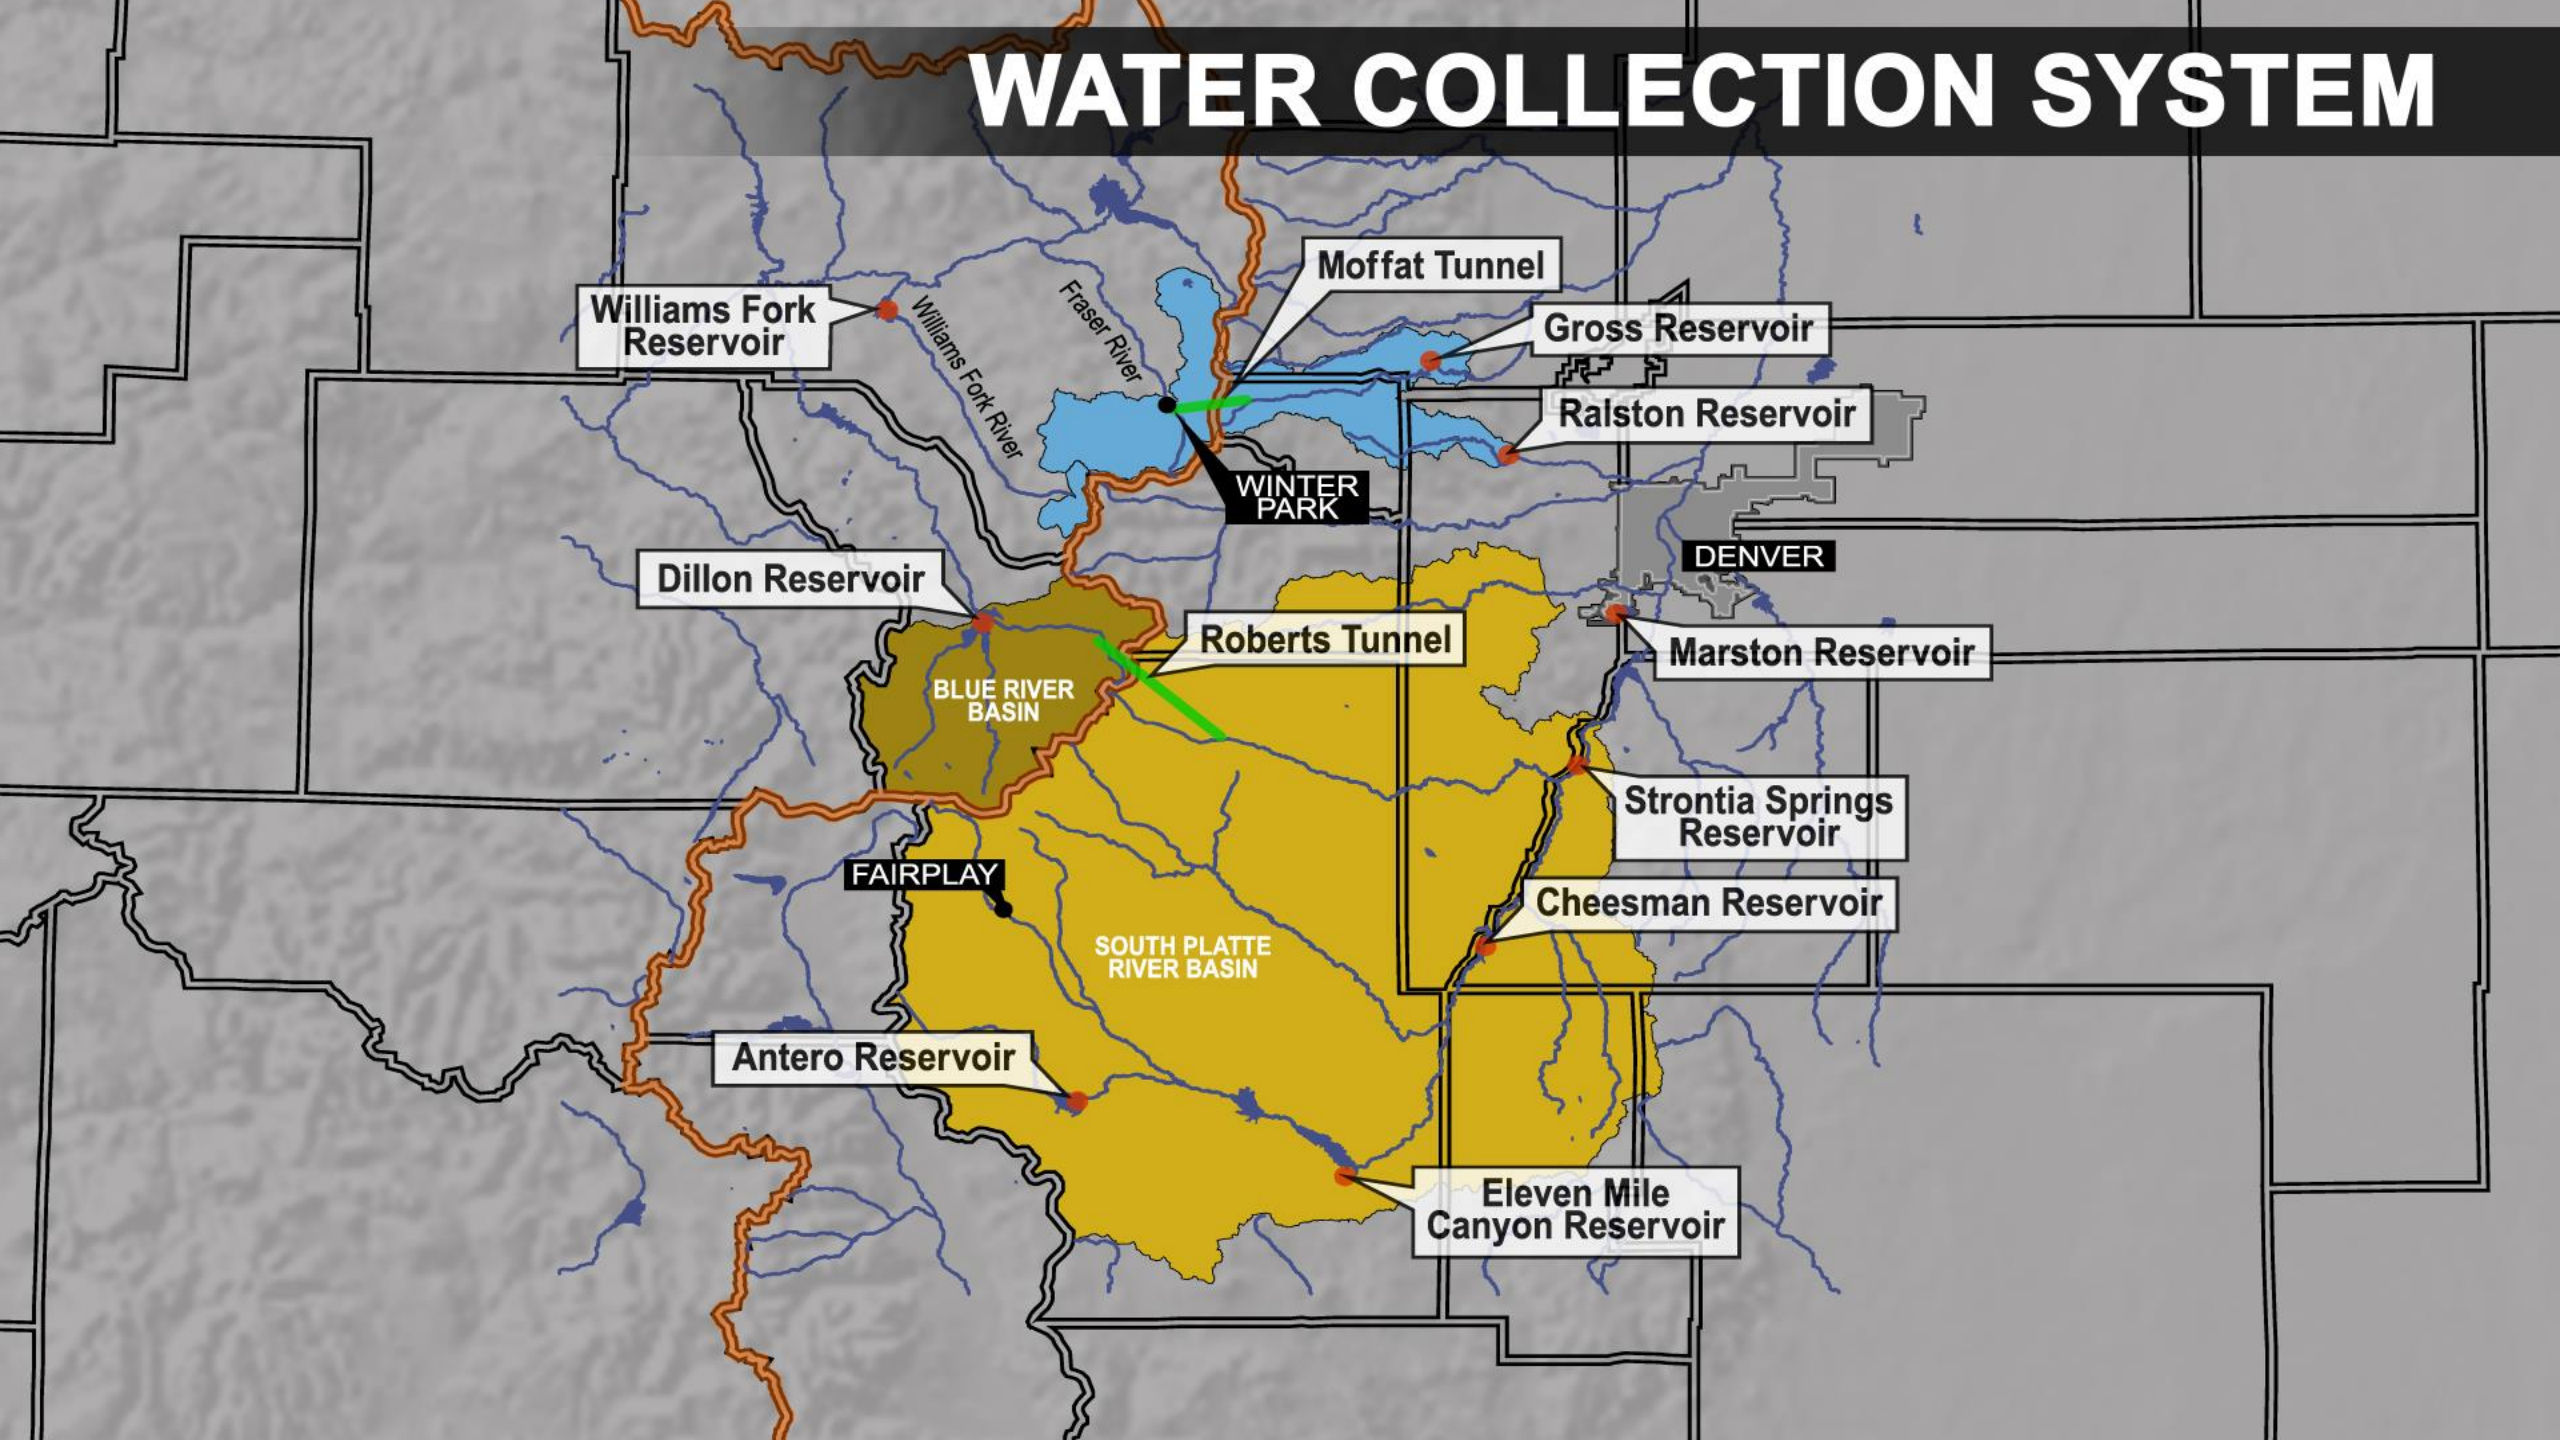 WATER COLLECTION SYSTEM
Moffat Tunnel
Williams Fork
Reservoir
Williams Fork River
Fraser River
Gross Reservoir
Ralston Reservoir
WINTER
PARK
DENVER
Dillon Reservoir
Roberts Tunnel
Marston Reservoir
BLUE RIVER
BASIN
Strontia Springs
Reservoir
FAIRPLAY
Cheesman Reservoir
SOUTH PLATTE
RIVER BASIN
Antero Reservoir
Eleven Mile
Canyon Reservoir